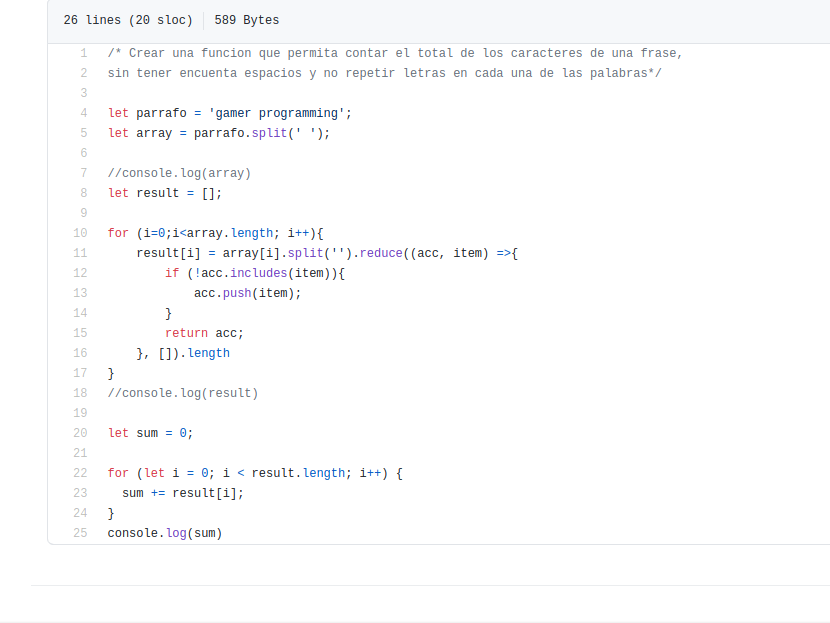 26 lines (20 sloc) 589 Bytes
1 /* Crear una funcion que permita contar el total de los caracteres de una frase,
2 sin tener encuenta espacios y no repetir letras en cada una de las palabras*/
3
4 let parrafo = 'gamer programming';
5 let array = parrafo.split(' ');
6
7 //console.log(array)
8 let result = [];
9
10 for (i=0;i<array.length; i++){
11     result[i] = array[i].split('').reduce((acc, item) =>{
12         if (!acc.includes(item)){
13             acc.push(item);
14         }
15         return acc;
16     }, []).length
17 }
18 //console.log(result)
19
20 let sum = 0;
21
22 for (let i = 0; i < result.length; i++) {
23   sum += result[i];
24 }
25 console.log(sum)